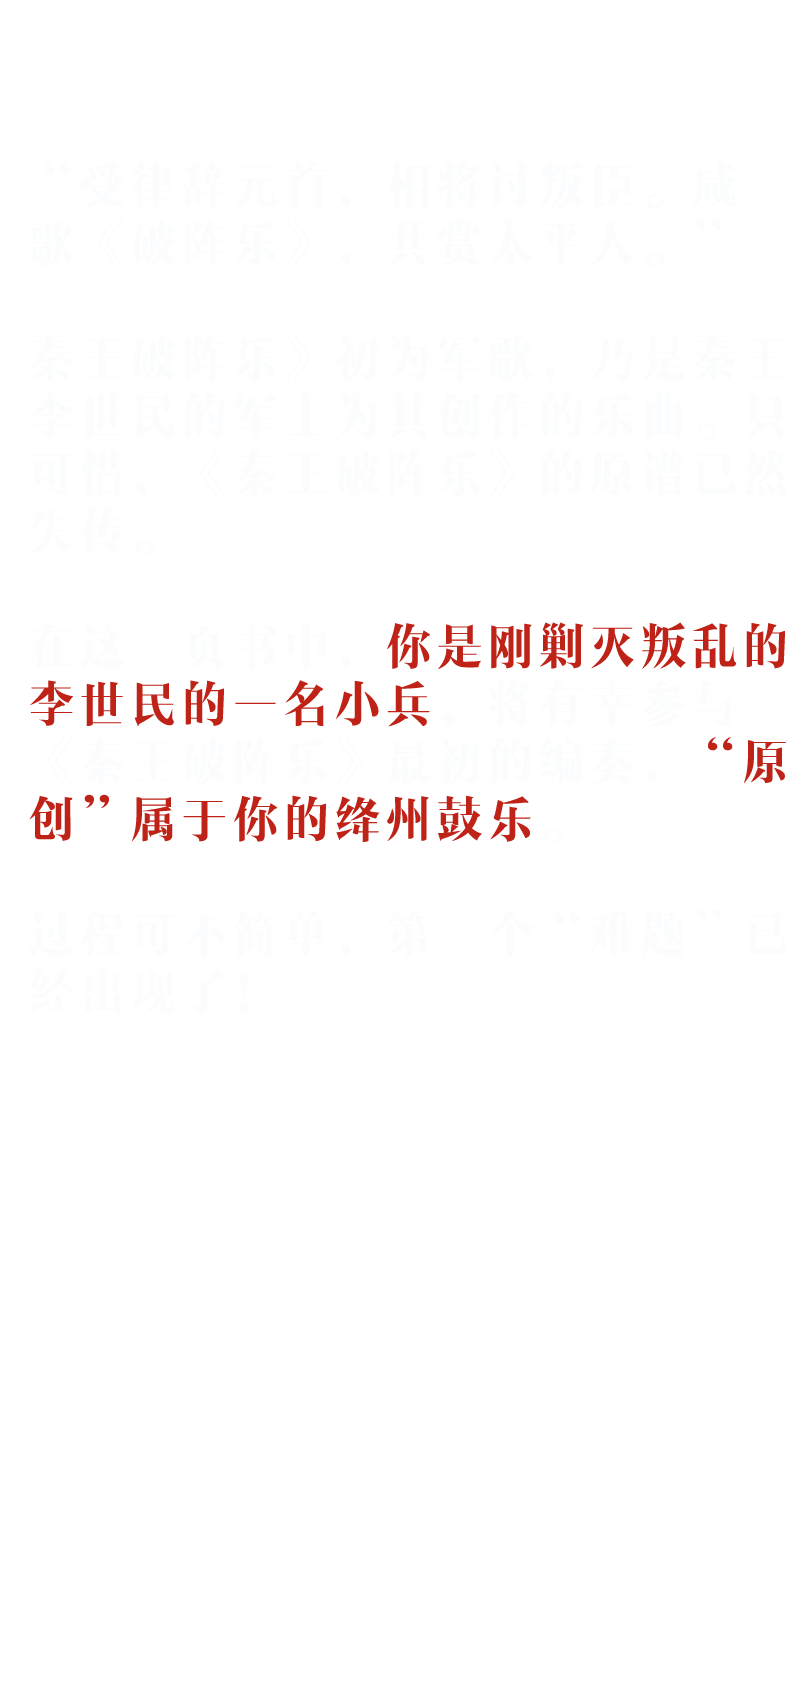 “受律辞元首，相将讨叛臣。咸
歌《破阵乐》，共赏太平人。”
秦王破阵乐》初为军歌，乃是秦王
李世民的军士为其创作的乐曲。只
可惜，《秦王破阵乐》的原谱已然
失传。
在这一页书中，你是刚剿灭叛乱的
李世民的一名小兵，将有幸参与
《秦王破阵乐》最初的编奏，“原
创”属于你的绛州鼓乐。
过程可不简单，第一个“难题”已
经出现了！